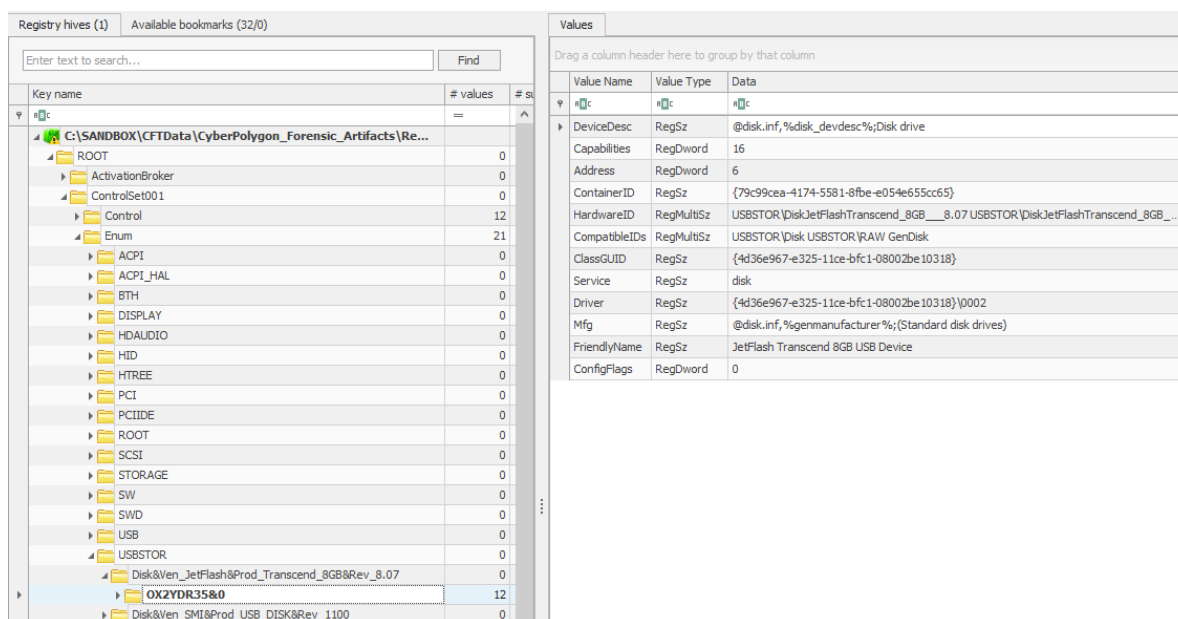 Registry hives (1) Available bookmarks (32/0)
Enter text to search... Find
Key name # values # su
=
C:\SANDBOX\CFTData\CyberPolygon_Forensic_Artifacts\Re...
ROOT 0
ActivationBroker 0
ControlSet001 0
Control 12
Enum 21
ACPI 0
ACPI_HAL 0
BTH 0
DISPLAY 0
HDAUDIO 0
HID 0
HTREE 0
PCI 0
PCIIDE 0
ROOT 0
SCSI 0
STORAGE 0
SW 0
SWD 0
USB 0
USBSTOR 0
Disk&Ven_JetFlash&Prod_Transcend_8GB&Rev_8.07 0
OX2YDR35&0 12
Disk&Ven_SMI&Prod_USB_DISK&Rev_1100 0
Values
Drag a column header here to group by that column
Value Name Value Type Data
DeviceDesc RegSz @disk.inf,%disk_devdesc%;Disk drive
Capabilities RegDword 16
Address RegDword 6
ContainerID RegSz {79c99cea-4174-5581-8fbe-e054e655cc65}
HardwareID RegMultiSz USBSTOR\DiskJetFlashTranscend_8GB___8.07 USBSTOR\DiskJetFlashTranscend_8GB_...
CompatibleIDs RegMultiSz USBSTOR\Disk USBSTOR\RAW GenDisk
ClassGUID RegSz {4d36e967-e325-11ce-bfc1-08002be10318}
Service RegSz disk
Driver RegSz {4d36e967-e325-11ce-bfc1-08002be10318}\0002
Mfg RegSz @disk.inf,%genmanufacturer%;(Standard disk drives)
FriendlyName RegSz JetFlash Transcend 8GB USB Device
ConfigFlags RegDword 0